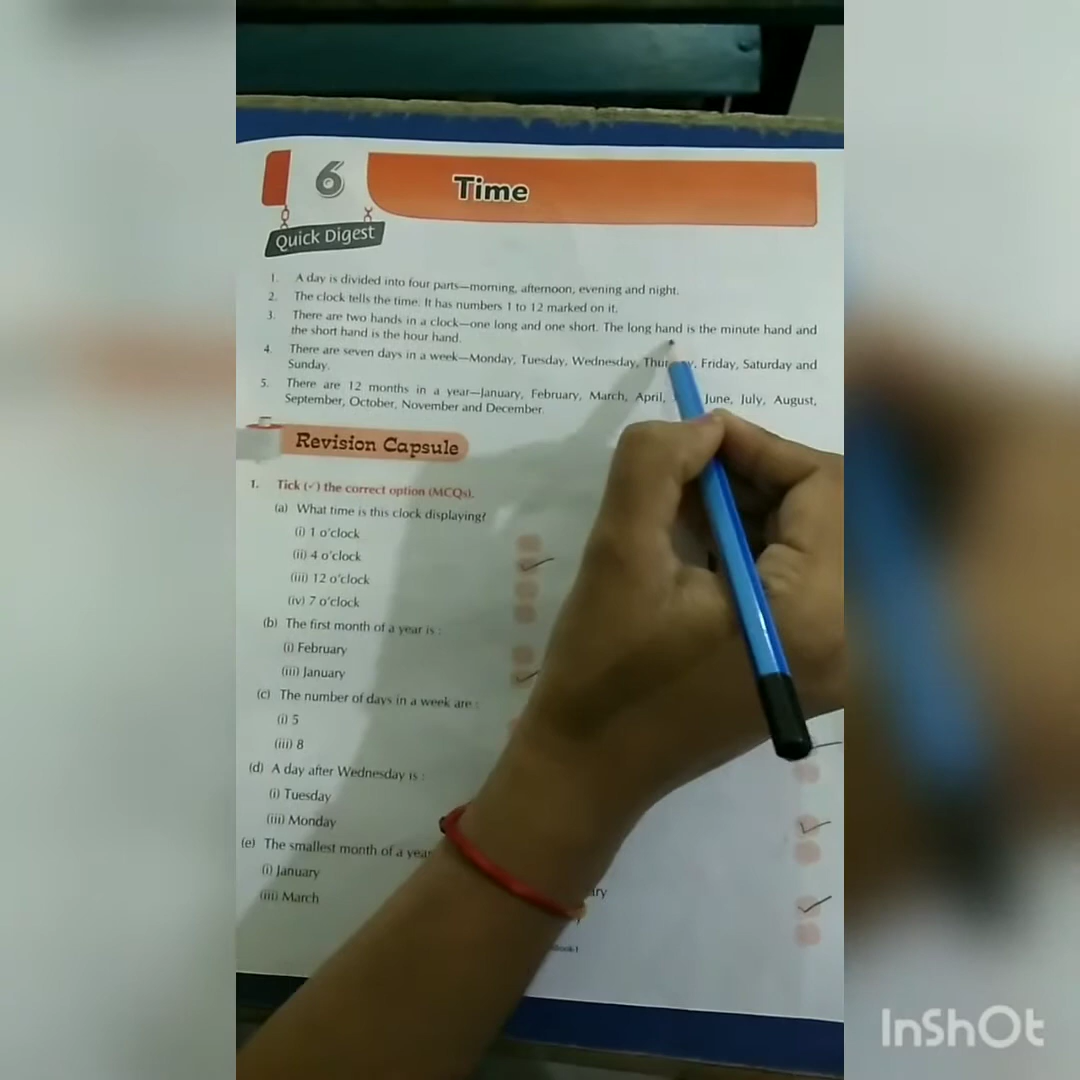 6
Time
Quick Digest
1. A day is divided into four parts—morning, afternoon, evening and night.
2. The clock tells the time. It has numbers 1 to 12 marked on it.
3. There are two hands in a clock—one long and one short. The long hand is the minute hand and
the short hand is the hour hand.
4. There are seven days in a week—Monday, Tuesday, Wednesday, Friday, Saturday and
Sunday.
5. There are 12 months in a year—January, February, March, April, June, July, August,
September, October, November and December.
Revision Capsule
1. Tick (✓) the correct option (MCQs).
(a) What time is this clock displaying?
(i) 1 o'clock
(ii) 4 o'clock
(iii) 12 o'clock
(iv) 7 o'clock
(b) The first month of a year is :
(i) February
(iii) January
(c) The number of days in a week are :
(i) 5
(iii) 8
(d) A day after Wednesday is :
(i) Tuesday
(iii) Monday
(e) The smallest month of a year
(i) January
(iii) March
InShOt